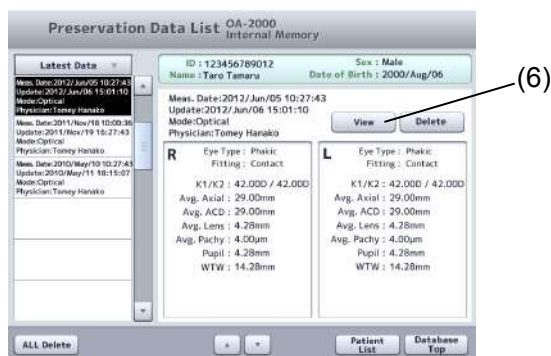 Preservation Data List OA-2000
Internal Memory
Latest Data
Meas. Date:2012/Jun/05 10:27:43
Update:2012/Jun/06 15:01:10
Mode:Optical
Physician:Tomey Hanako
Meas. Date:2011/Nov/18 10:00:36
Update:2011/Nov/19 16:27:43
Mode:Optical
Physician:Tomey Hanako
Meas. Date:2010/May/10 10:27:43
Update:2010/May/11 18:15:07
Mode:Optical
Physician:Tomey Hanako
ID : 123456789012 Sex : Male
Name : Taro Tamaru Date of Birth : 2000/Aug/06
Meas. Date:2012/Jun/05 10:27:43
Update:2012/Jun/06 15:01:10
Mode:Optical
Physician:Tomey Hanako
View Delete
(6)
R Eye Type : Phakic
Fitting : Contact
K1/K2 : 42.00D / 42.00D
Avg. Axial : 29.00mm
Avg. ACD : 29.00mm
Avg. Lens : 4.28mm
Avg. Pachy : 4.00μm
Pupil : 4.28mm
WTW : 14.28mm
L Eye Type : Phakic
Fitting : Contact
K1/K2 : 42.00D / 42.00D
Avg. Axial : 29.00mm
Avg. ACD : 29.00mm
Avg. Lens : 4.28mm
Avg. Pachy : 4.00μm
Pupil : 4.28mm
WTW : 14.28mm
ALL Delete
Patient
List
Database
Top